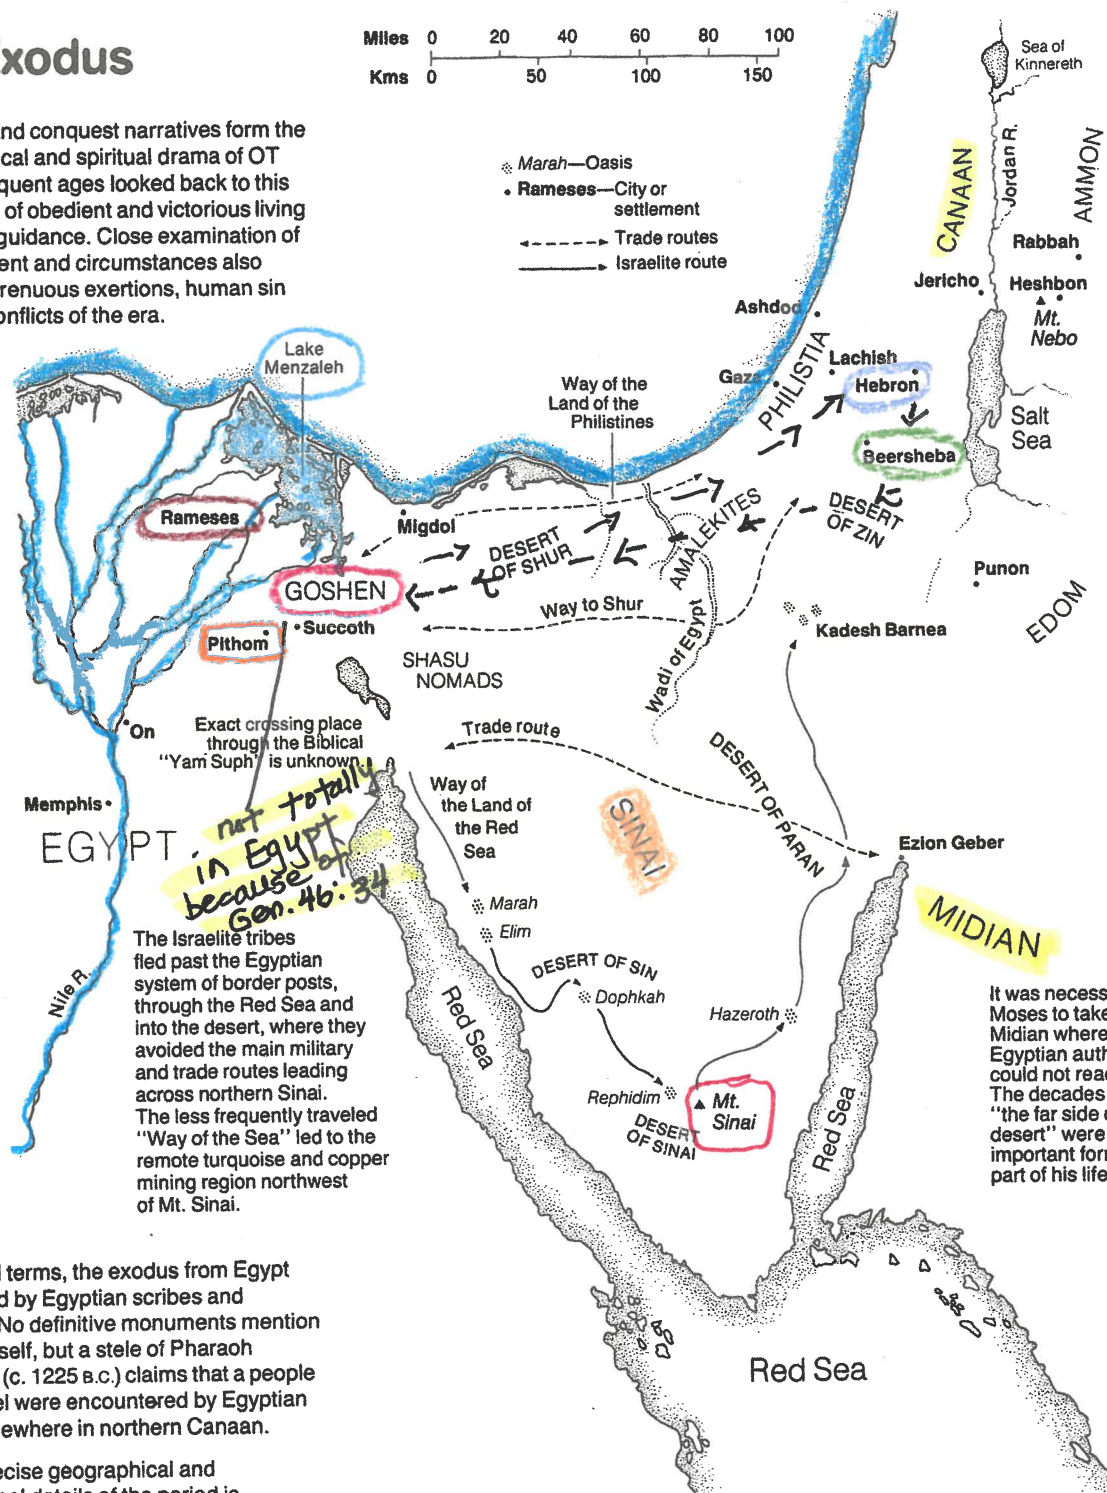 xodus
Miles 0 20 40 60 80 100
Kms 0 50 100 150
nd conquest narratives form the
cal and spiritual drama of OT
quent ages looked back to this
of obedient and victorious living
guidance. Close examination of
ent and circumstances also
renuous exertions, human sin
onflicts of the era.
Marah—Oasis
Rameses—City or
settlement
Trade routes
Israelite route
Sea of
Kinnereth
Jordan R.
CANAAN
AMMON
Rabbah
Jericho
Heshbon
Mt.
Nebo
Ashdod
PHILISTIA
Lachish
Gaza
Hebron
Salt
Sea
Beersheba
Lake
Menzaleh
Way of the
Land of the
Philistines
Rameses
Migdol
DESERT
OF SHUR
AMALEKITES
DESERT
OF ZIN
GOSHEN
Punon
EDOM
Way to Shur
Wadi of Egypt
Kadesh Barnea
Succoth
Pithom
SHASU
NOMADS
On
Exact crossing place
through the Biblical
"Yam Suph" is unknown.
Trade route
DESERT OF PARAN
Memphis
EGYPT
Way of
the Land of
the Red
Sea
SINAI
Ezion Geber
MIDIAN
not totally
in Egypt
because of
Gen. 46:34
Marah
Elim
DESERT OF SIN
Dophkah
Hazeroth
Rephidim
Mt.
Sinai
DESERT
OF SINAI
Red Sea
Red Sea
Nile R.
The Israelite tribes
fled past the Egyptian
system of border posts,
through the Red Sea and
into the desert, where they
avoided the main military
and trade routes leading
across northern Sinai.
The less frequently traveled
"Way of the Sea" led to the
remote turquoise and copper
mining region northwest
of Mt. Sinai.
It was necess
Moses to take
Midian where
Egyptian auth
could not reac
The decades
"the far side
desert" were
important for
part of his life
Red Sea
l terms, the exodus from Egypt
d by Egyptian scribes and
No definitive monuments mention
self, but a stele of Pharaoh
(c. 1225 B.C.) claims that a people
el were encountered by Egyptian
ewhere in northern Canaan.
ecise geographical and